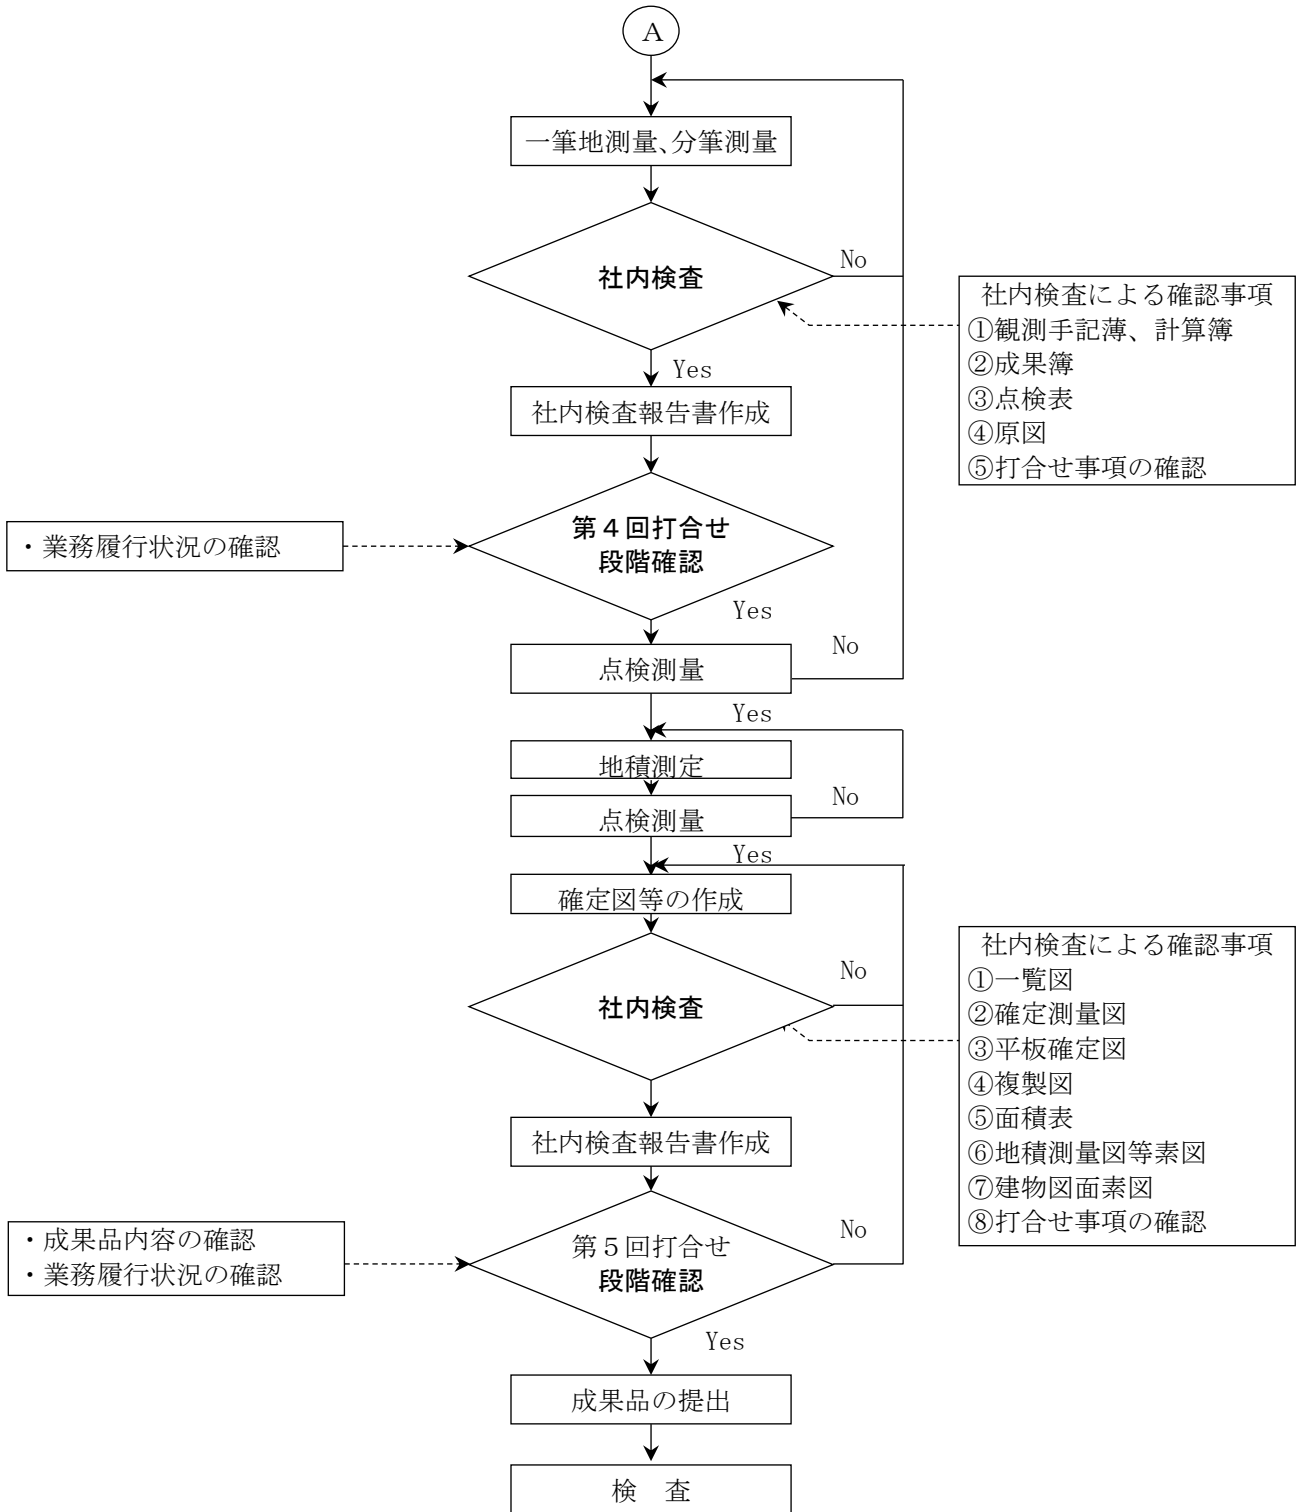 A
一筆地測量、分筆測量
社内検査
No
社内検査による確認事項
①観測手記薄、計算簿
②成果簿
③点検表
④原図
⑤打合せ事項の確認
Yes
社内検査報告書作成
第４回打合せ
段階確認
・業務履行状況の確認
Yes
点検測量
No
Yes
地積測定
点検測量
No
Yes
確定図等の作成
社内検査
No
社内検査による確認事項
①一覧図
②確定測量図
③平板確定図
④複製図
⑤面積表
⑥地積測量図等素図
⑦建物図面素図
⑧打合せ事項の確認
社内検査報告書作成
・成果品内容の確認
・業務履行状況の確認
第５回打合せ
段階確認
No
Yes
成果品の提出
検　査